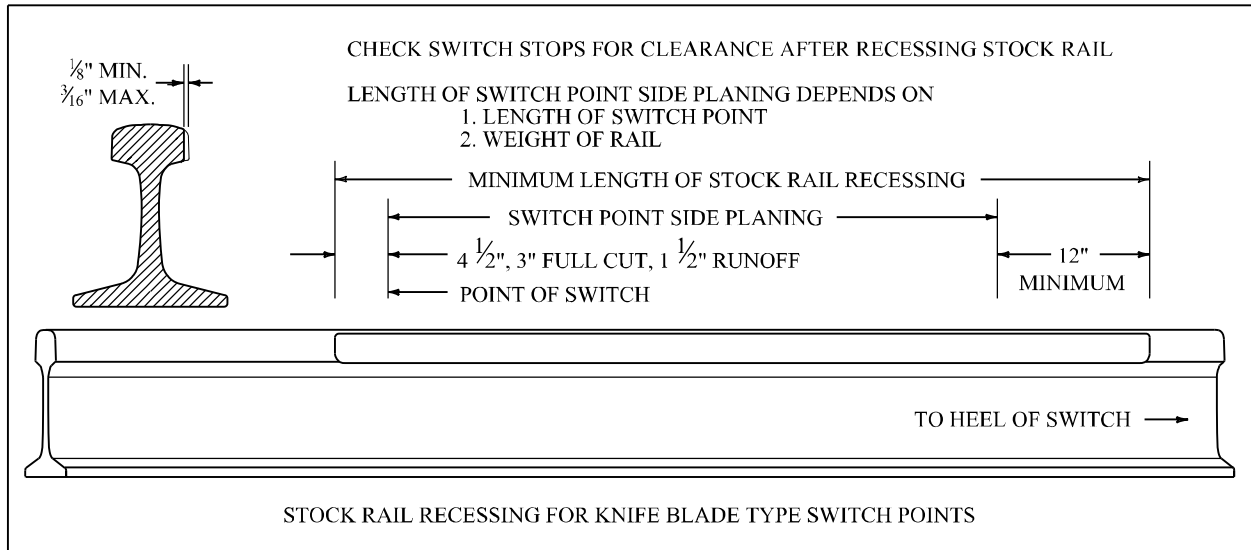 CHECK SWITCH STOPS FOR CLEARANCE AFTER RECESSING STOCK RAIL
⅛" MIN.
3⁄16" MAX.
LENGTH OF SWITCH POINT SIDE PLANING DEPENDS ON
1. LENGTH OF SWITCH POINT
2. WEIGHT OF RAIL
MINIMUM LENGTH OF STOCK RAIL RECESSING
SWITCH POINT SIDE PLANING
4 ½", 3" FULL CUT, 1 ½" RUNOFF
12"
MINIMUM
POINT OF SWITCH
TO HEEL OF SWITCH
STOCK RAIL RECESSING FOR KNIFE BLADE TYPE SWITCH POINTS